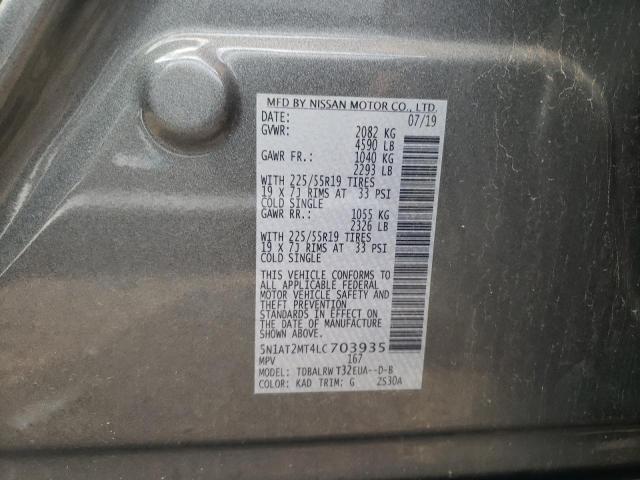 MFD BY NISSAN MOTOR CO., LTD.
DATE: 07/19
GVWR: 2082 KG
4590 LB
GAWR FR.: 1040 KG
2293 LB
WITH 225/55R19 TIRES
19 X 7J RIMS AT 33 PSI
COLD SINGLE
GAWR RR.: 1055 KG
2326 LB
WITH 225/55R19 TIRES
19 X 7J RIMS AT 33 PSI
COLD SINGLE
THIS VEHICLE CONFORMS TO
ALL APPLICABLE FEDERAL
MOTOR VEHICLE SAFETY AND
THEFT PREVENTION
STANDARDS IN EFFECT ON
THE DATE OF MANUFACTURE
SHOWN ABOVE.
5N1AT2MT4LC703935
MPV 167
MODEL: TDBALRW T32EUA--D-B
COLOR: KAD TRIM: G ZS30A